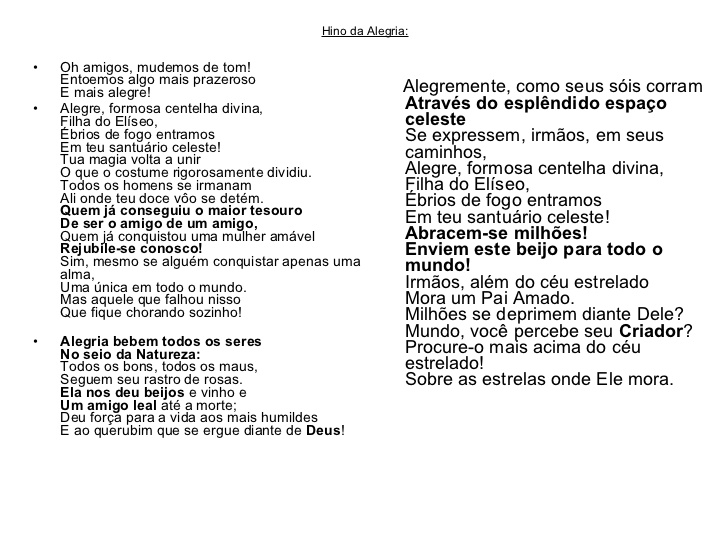 Hino da Alegria:
• Oh amigos, mudemos de tom!
Entoemos algo mais prazeroso
E mais alegre!
• Alegre, formosa centelha divina,
Filha do Elíseo,
Ébrios de fogo entramos
Em teu santuário celeste!
Tua magia volta a unir
O que o costume rigorosamente dividiu.
Todos os homens se irmanam
Ali onde teu doce vôo se detém.
Quem já conseguiu o maior tesouro
De ser o amigo de um amigo,
Quem já conquistou uma mulher amável
Rejubile-se conosco!
Sim, mesmo se alguém conquistar apenas uma
alma,
Uma única em todo o mundo.
Mas aquele que falhou nisso
Que fique chorando sozinho!
• Alegria bebem todos os seres
No seio da Natureza:
Todos os bons, todos os maus,
Seguem seu rastro de rosas.
Ela nos deu beijos e vinho e
Um amigo leal até a morte;
Deu força para a vida aos mais humildes
E ao querubim que se ergue diante de Deus!
Alegremente, como seus sóis corram
Através do esplêndido espaço
celeste
Se expressem, irmãos, em seus
caminhos,
Alegre, formosa centelha divina,
Filha do Elíseo,
Ébrios de fogo entramos
Em teu santuário celeste!
Abracem-se milhões!
Enviem este beijo para todo o
mundo!
Irmãos, além do céu estrelado
Mora um Pai Amado.
Milhões se deprimem diante Dele?
Mundo, você percebe seu Criador?
Procure-o mais acima do céu
estrelado!
Sobre as estrelas onde Ele mora.